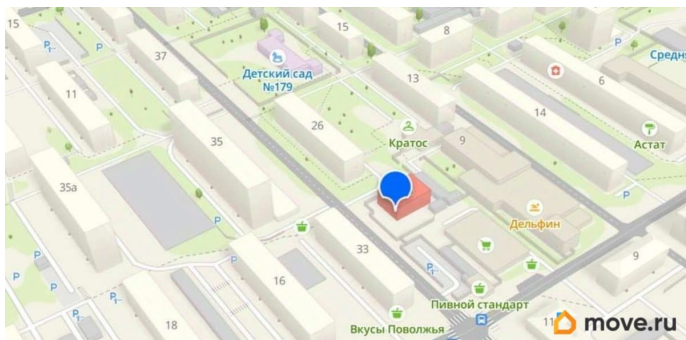 15
15
8
37
6
Средн
Детский сад
№179
13
11
14
35
26
Кратос
9
Астат
35а
Дельфин
33
9
16
Пивной стандарт
18
Вкусы Поволжья
11
move.ru
P
P
P
P
P
P
P
P